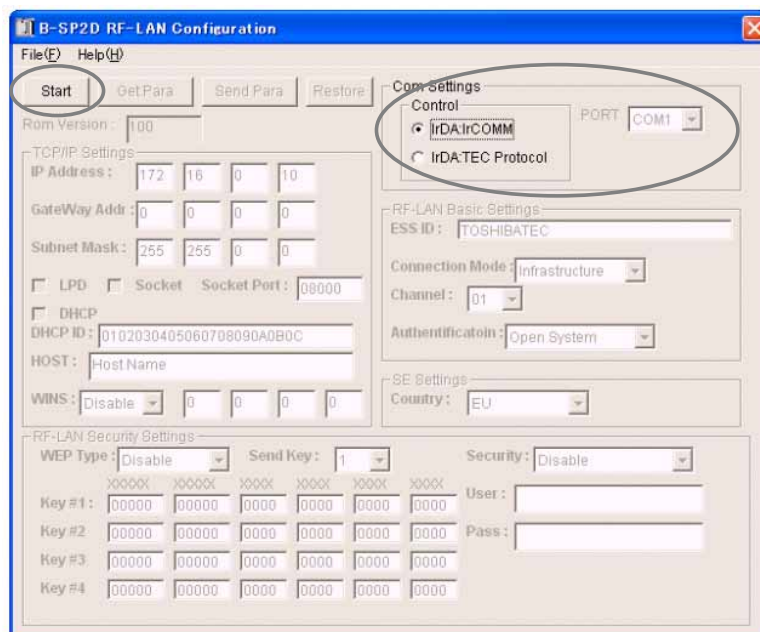 B-SP2D RF-LAN Configuration
File(F) Help(H)
Start Get Para Send Para Restore
Rom Version : 100
Com Settings
Control
IrDA:IrCOMM
IrDA:TEC Protocol
PORT COM1
TCP/IP Settings
IP Address : 172 16 0 10
GateWay Addr : 0 0 0 0
Subnet Mask : 255 255 0 0
LPD Socket Socket Port : 08000
DHCP
DHCP ID : 0102030405060708090A0B0C
HOST : Host Name
WINS : Disable 0 0 0 0
RF-LAN Basic Settings
ESS ID : TOSHIBATEC
Connection Mode : Infrastructure
Channel : 01
Authentificatoin : Open System
SE Settings
Country : EU
RF-LAN Security Settings
WEP Type : Disable Send Key : 1 Security : Disable
XXXXX XXXXX XXXX XXXX XXXX XXXX
Key #1 : 00000 00000 0000 0000 0000 0000 User :
Key #2 00000 00000 0000 0000 0000 0000 Pass :
Key #3 00000 00000 0000 0000 0000 0000
Key #4 00000 00000 0000 0000 0000 0000